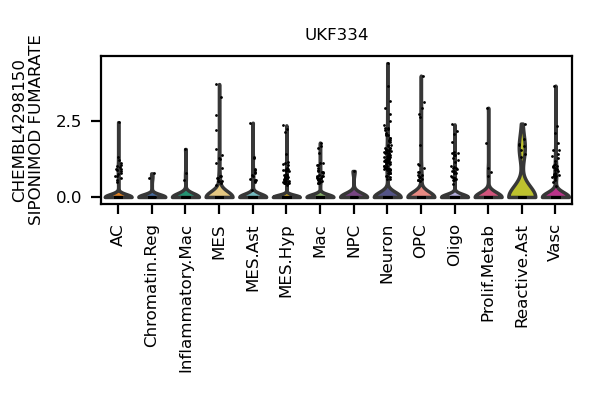 UKF334
CHEMBL4298150
SIPONIMOD FUMARATE
2.5
0.0
AC
Chromatin.Reg
Inflammatory.Mac
MES
MES.Ast
MES.Hyp
Mac
NPC
Neuron
OPC
Oligo
Prolif.Metab
Reactive.Ast
Vasc